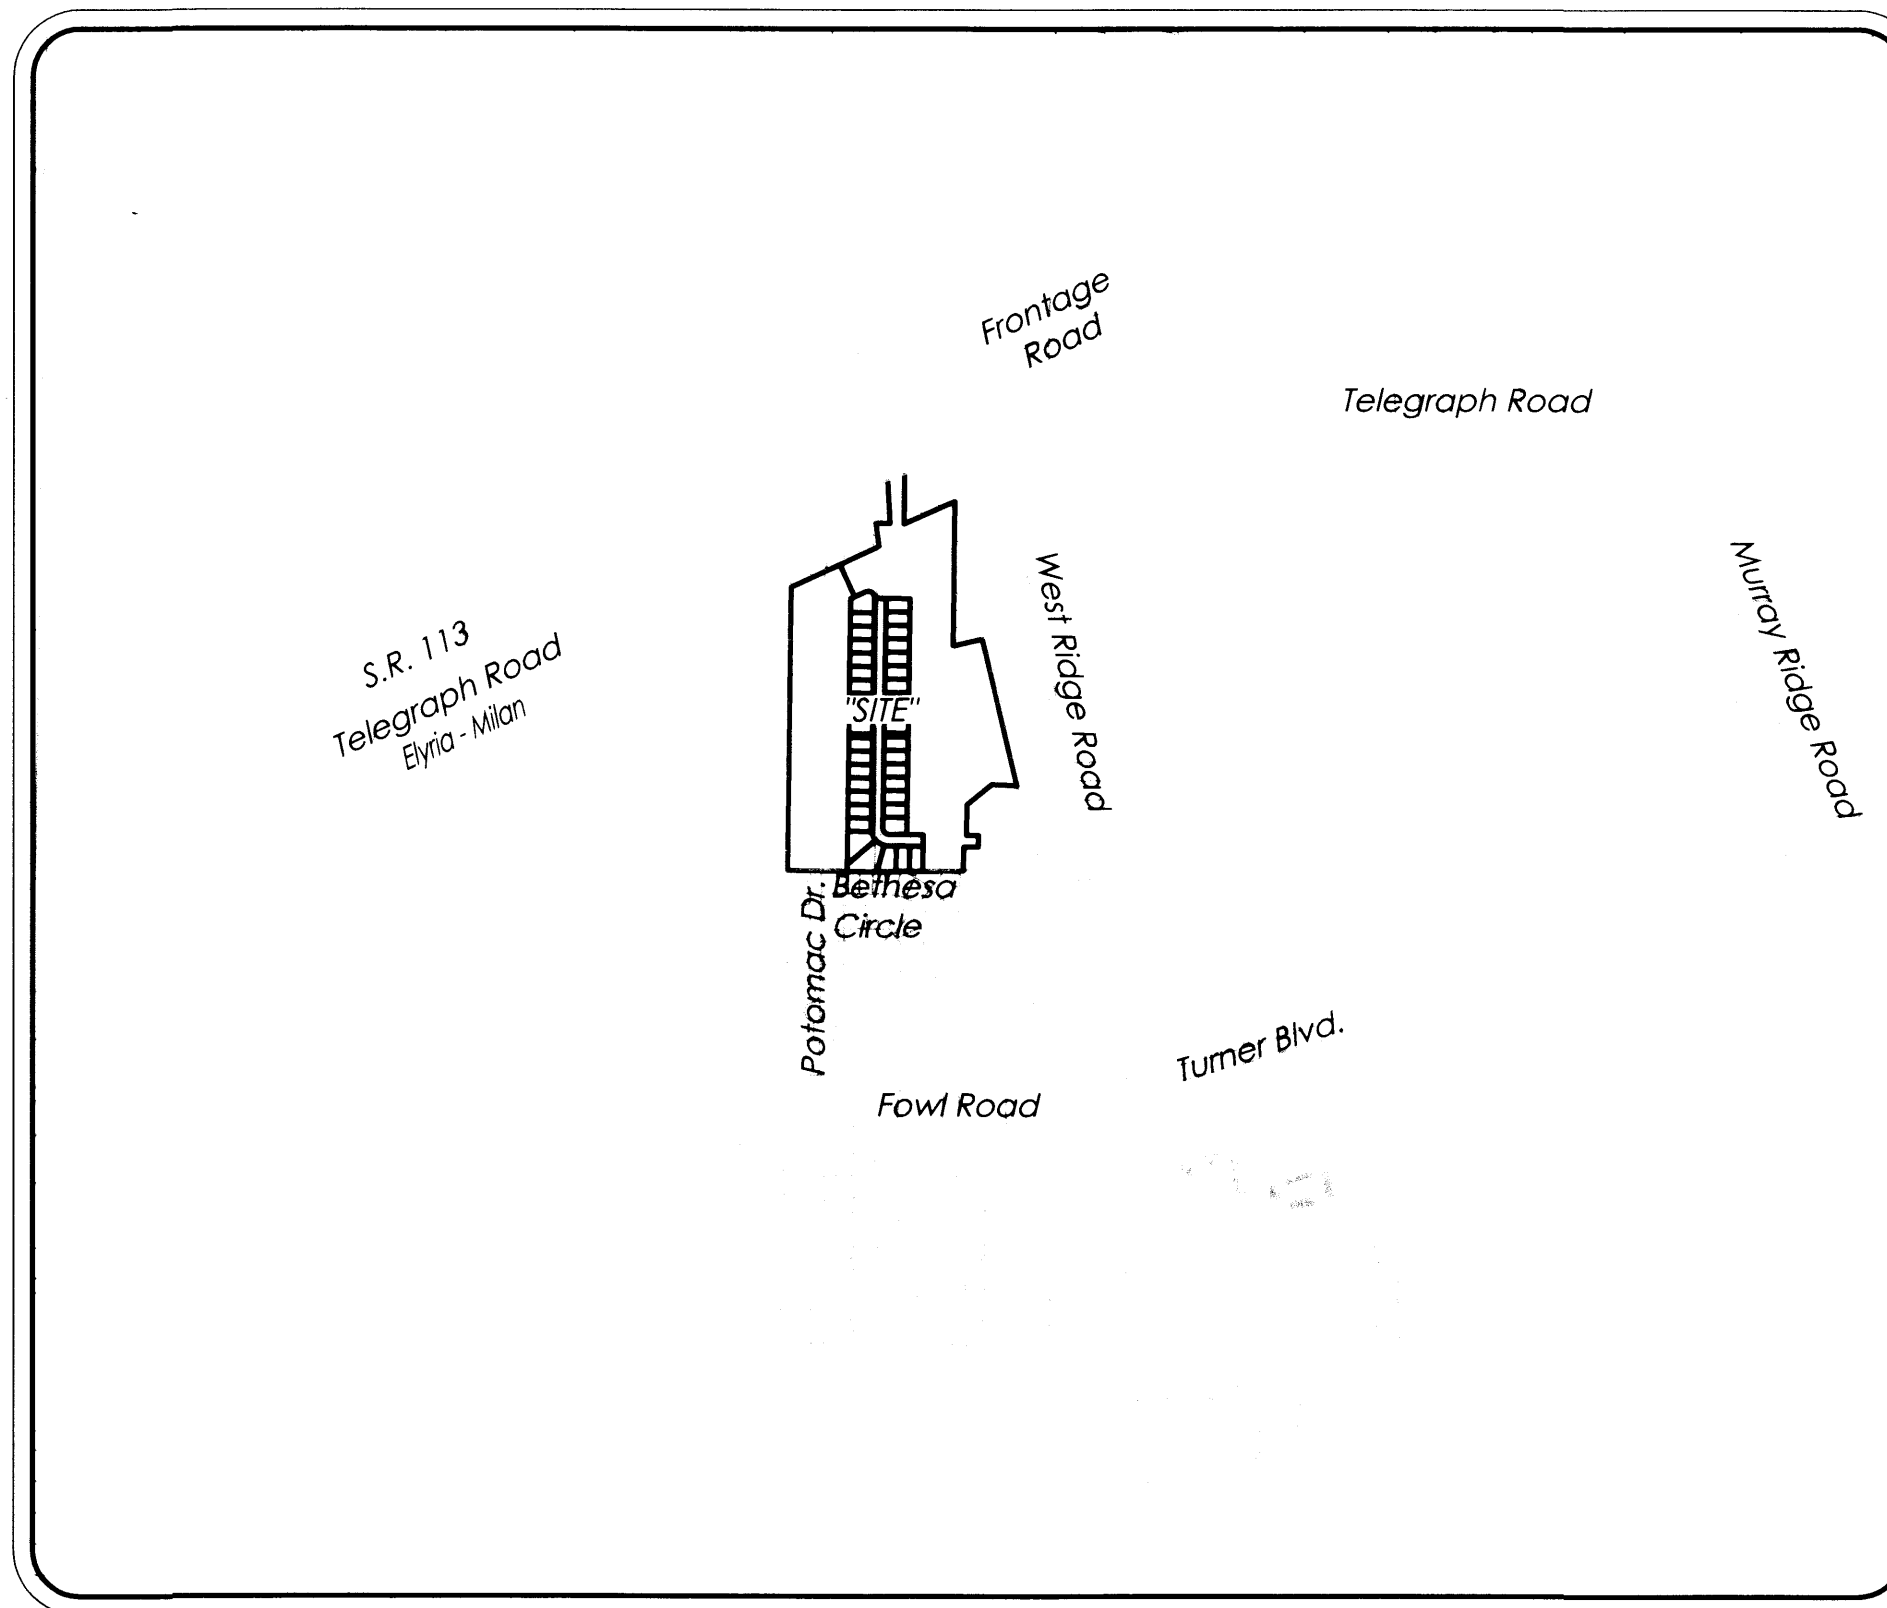 Frontage
Road
Telegraph Road
West Ridge Road
Murray Ridge Road
S.R. 113
Telegraph Road
Elyria - Milan
"SITE"
Bethesa
Circle
Potomac Dr.
Turner Blvd.
Fowl Road